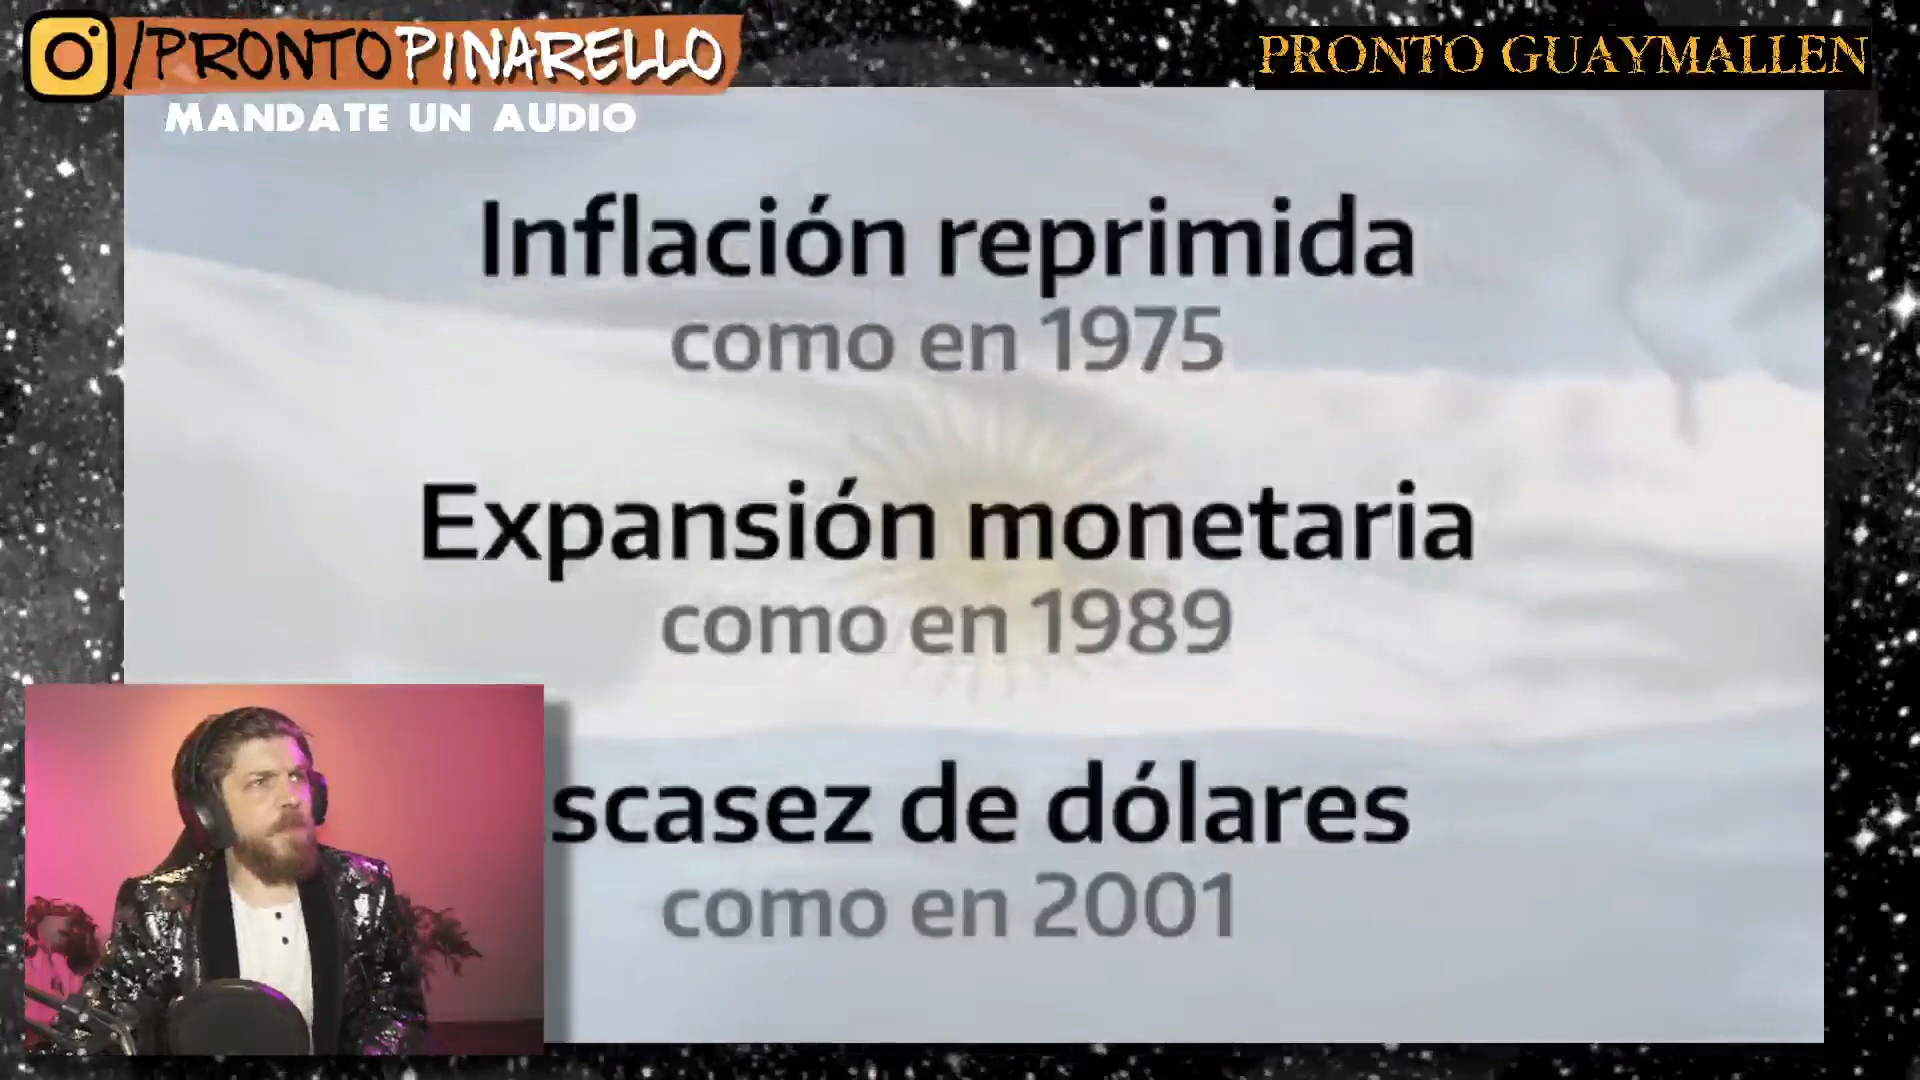 /PRONTOPINARELLO
MANDATE UN AUDIO
PRONTO GUAYMALLEN
Inflación reprimida
como en 1975
Expansión monetaria
como en 1989
scasez de dólares
como en 2001